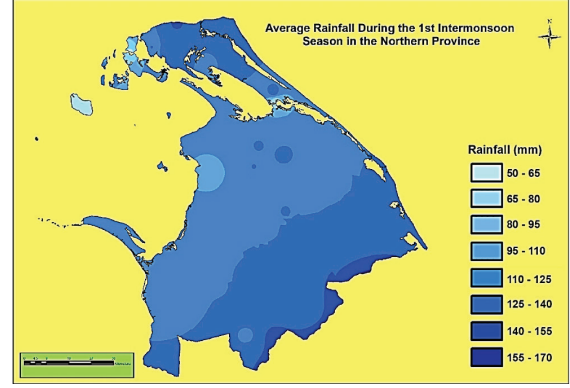 Average Rainfall During the 1st Intermonsoon
Season in the Northern Province
Rainfall (mm)
50 - 65
65 - 80
80 - 95
95 - 110
110 - 125
125 - 140
140 - 155
155 - 170